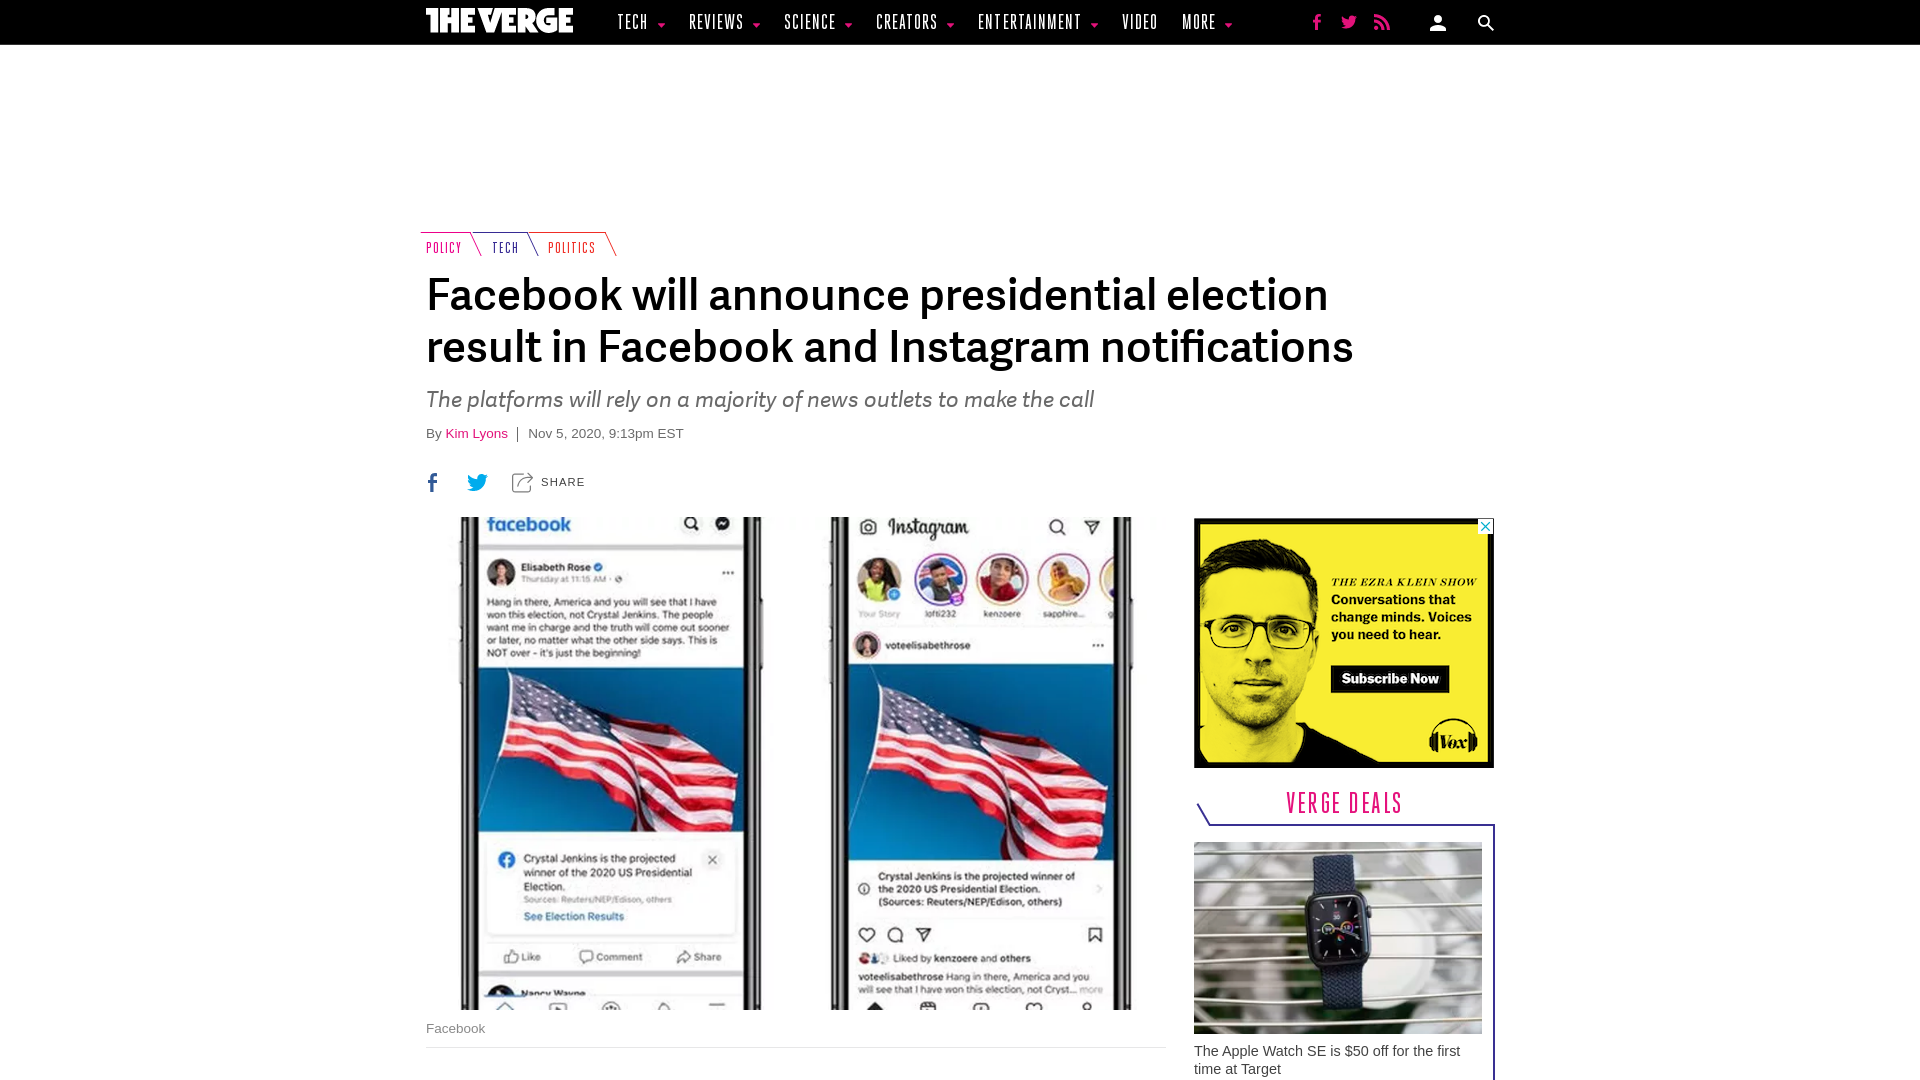 THE VERGE
TECH
REVIEWS
SCIENCE
CREATORS
ENTERTAINMENT
VIDEO
MORE
POLICY
TECH
POLITICS
Facebook will announce presidential election
result in Facebook and Instagram notifications
The platforms will rely on a majority of news outlets to make the call
By Kim Lyons | Nov 5, 2020, 9:13pm EST
SHARE
facebook
Elisabeth Rose
Thursday at 11:15 AM
Hang in there, America and you will see that I have
won this election, not Crystal Jenkins. The people
want me in charge and the truth will come out sooner
or later, no matter what the other side says. This is
NOT over - it's just the beginning!
Crystal Jenkins is the projected
winner of the 2020 US Presidential
Election.
Sources: Reuters/NEP/Edison, others
See Election Results
Like
Comment
Share
Nancy Wayne
Instagram
Your Story
lofti232
kenzoere
sapphire...
voteelisabethrose
Crystal Jenkins is the projected winner of
the 2020 US Presidential Election.
(Sources: Reuters/NEP/Edison, others)
Liked by kenzoere and others
voteelisabethrose Hang in there, America and you
will see that I have won this election, not Cryst... more
Facebook
THE EZRA KLEIN SHOW
Conversations that
change minds. Voices
you need to hear.
Subscribe Now
Vox
VERGE DEALS
The Apple Watch SE is $50 off for the first
time at Target